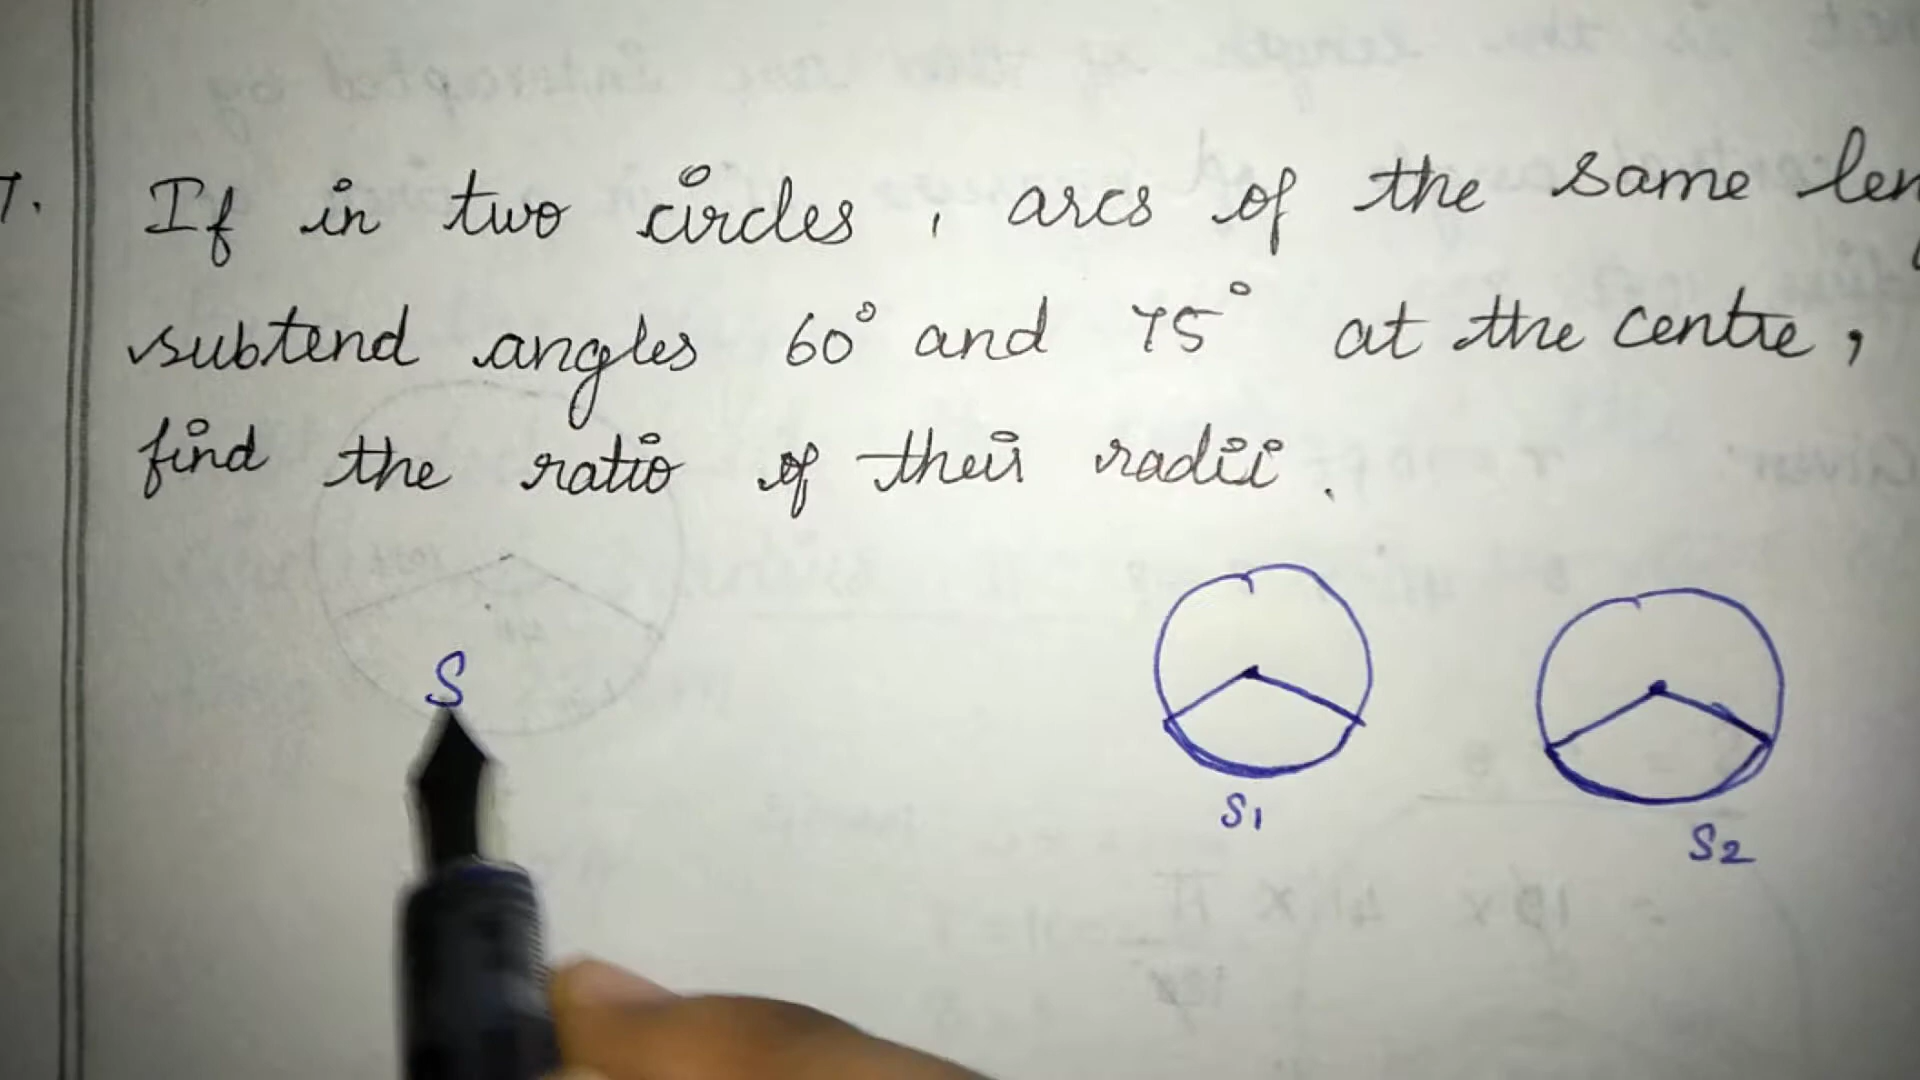 7. If in two circles, arcs of the same len
subtend angles 60° and 75° at the centre,
find the ratio of their radii.
S
S1
S2